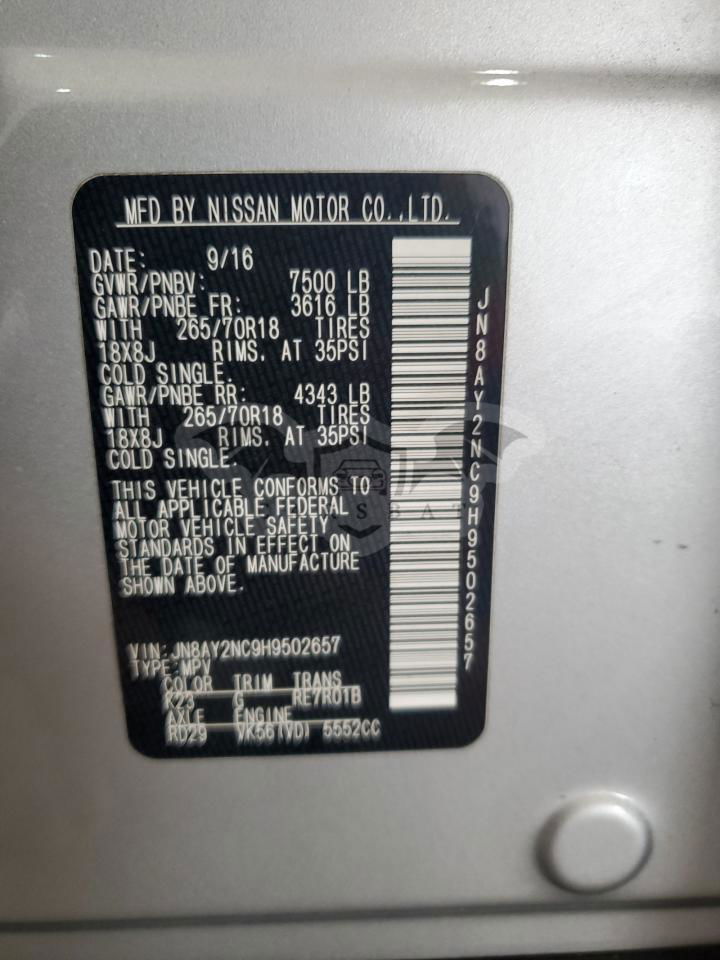 MFD BY NISSAN MOTOR CO.,LTD.
DATE: 9/16
GVWR/PNBV: 7500 LB
GAWR/PNBE FR: 3616 LB
WITH 265/70R18 TIRES
18X8J RIMS. AT 35PSI
COLD SINGLE.
GAWR/PNBE RR: 4343 LB
WITH 265/70R18 TIRES
18X8J RIMS. AT 35PSI
COLD SINGLE.
THIS VEHICLE CONFORMS TO
ALL APPLICABLE FEDERAL
MOTOR VEHICLE SAFETY
STANDARDS IN EFFECT ON
THE DATE OF MANUFACTURE
SHOWN ABOVE.
VIN:JN8AY2NC9H9502657
TYPE:MPV
COLOR TRIM TRANS
K23 G RE7R01B
AXLE ENGINE
RD29 VK56(VD) 5552CC
JN8AY2NC9H9502657